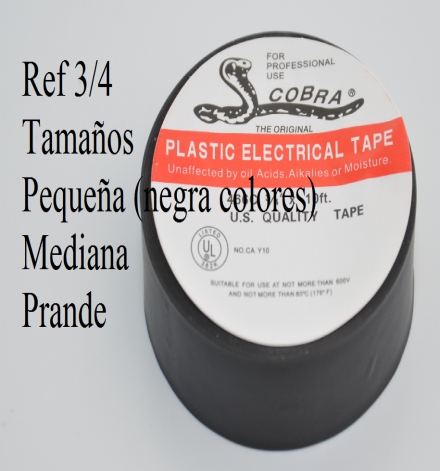 Ref 3/4
Tamaños
Pequeña (negra colores)
Mediana
Prande
FOR
PROFESSIONAL
USE
COBRA ®
THE ORIGINAL
PLASTIC ELECTRICAL TAPE
Unaffected by oil Acids, Alkalies or Moisture.
10ft.
U.S. QUALITY TAPE
LISTED
UL
NO.CA Y10
SUITABLE FOR USE AT NOT MORE THAN 600V
AND NOT MORE THAN 80°C (176°F)